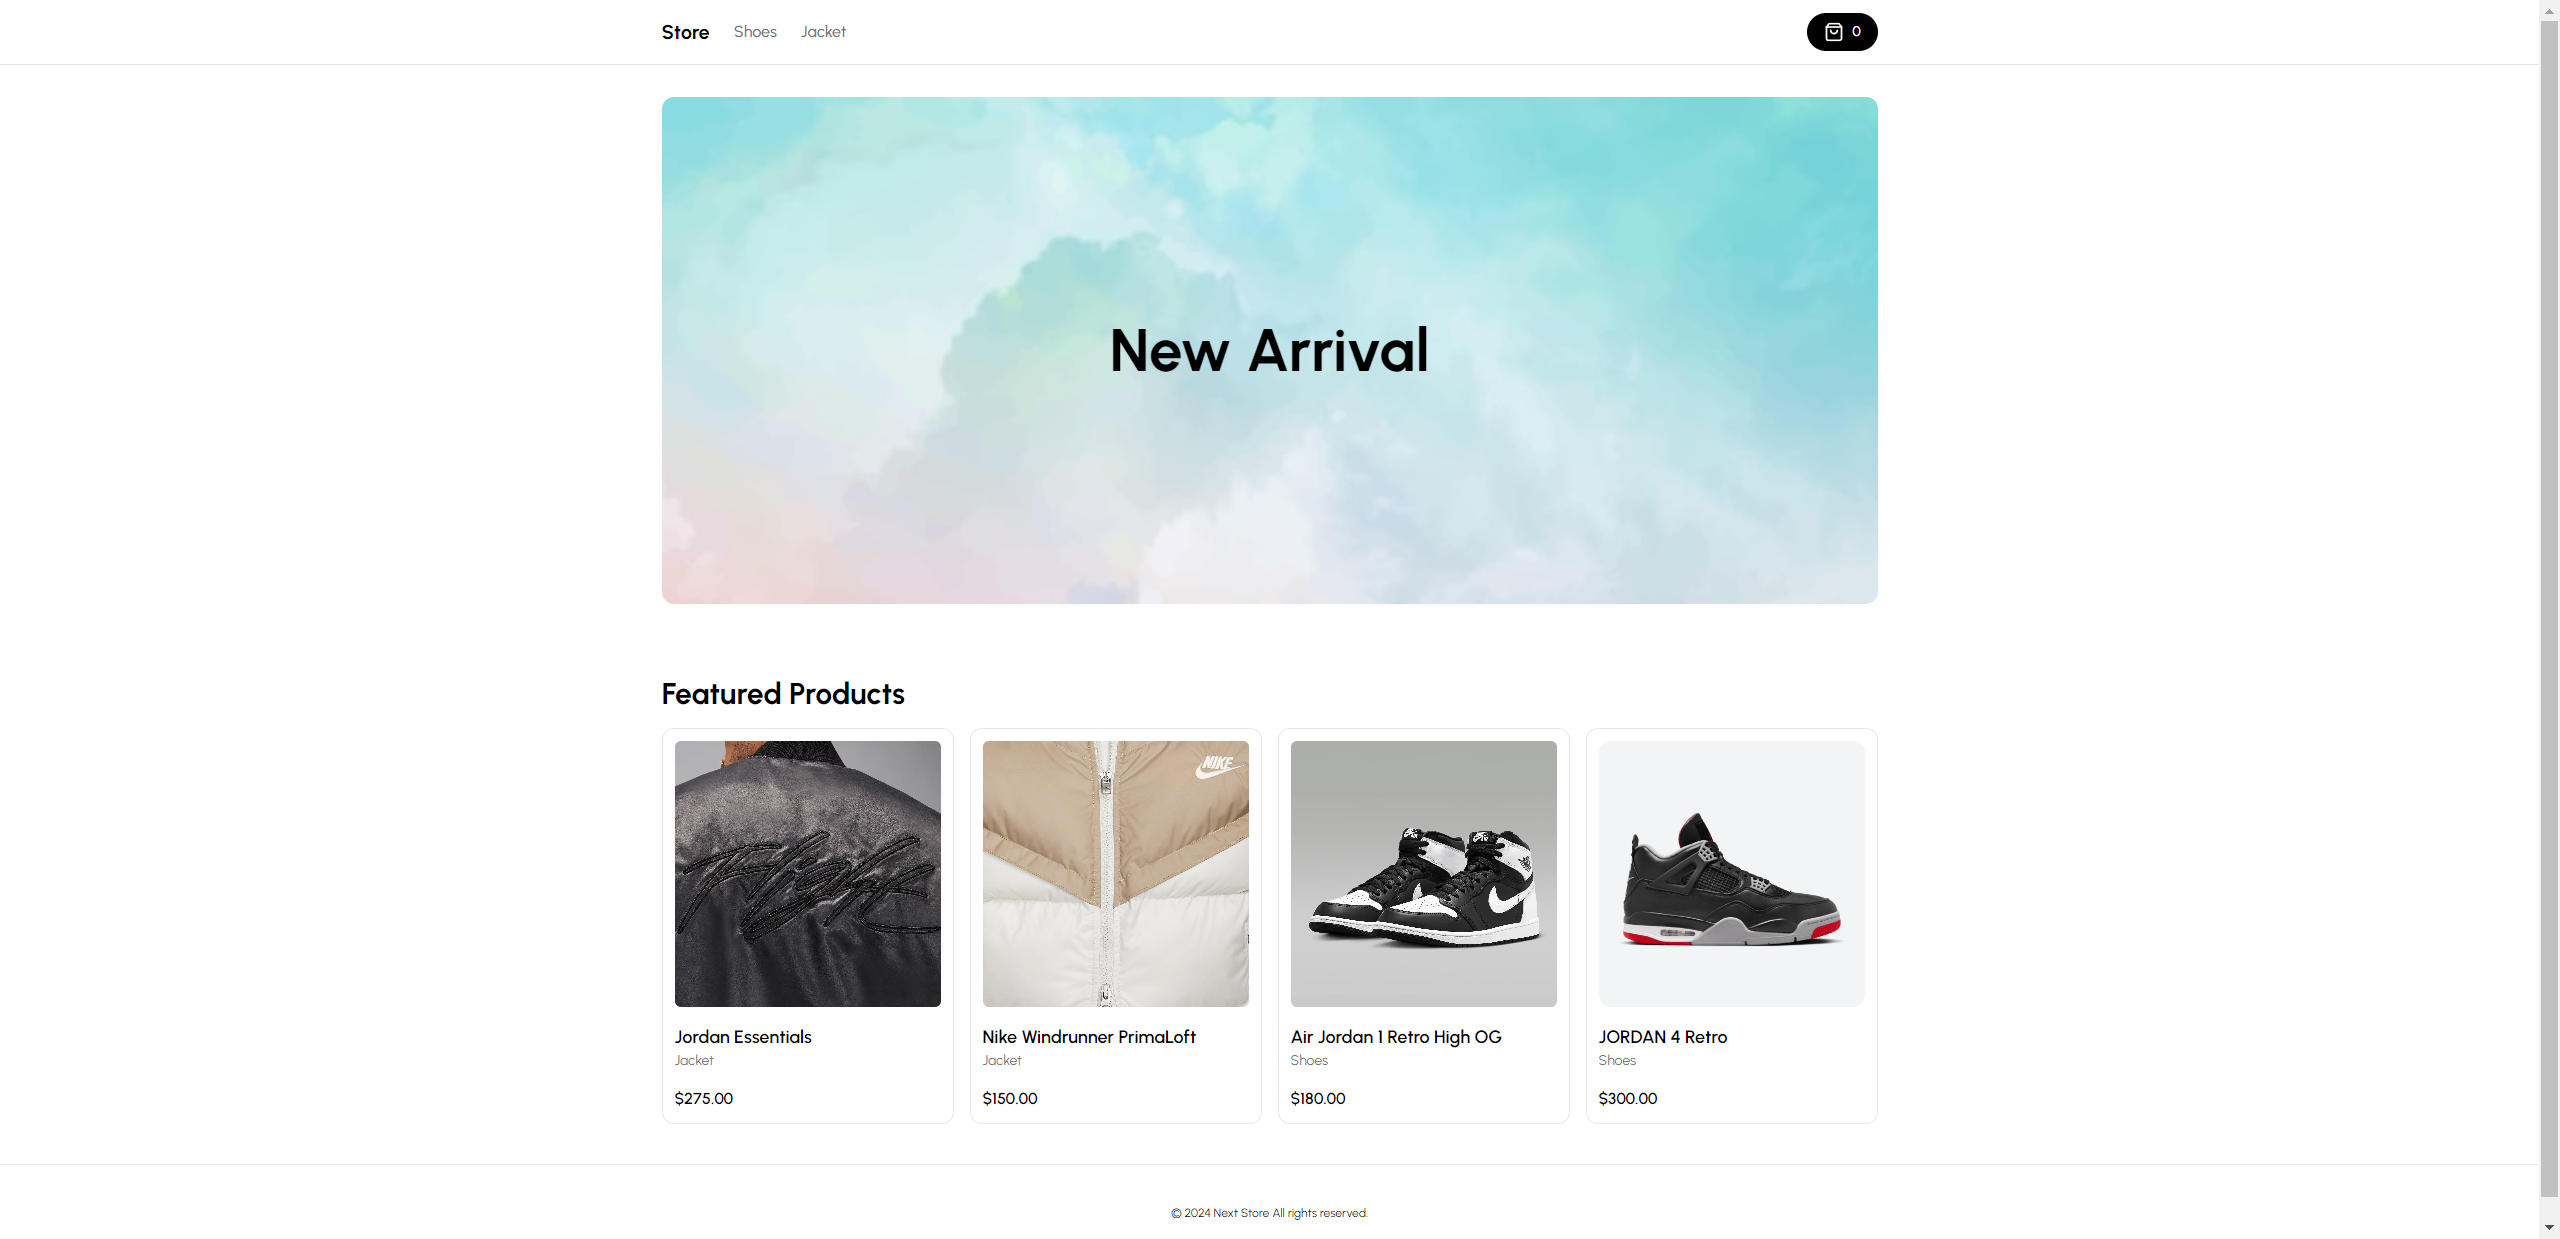 Store Shoes Jacket 0
New Arrival
Featured Products
Flight
NIKE
Jordan Essentials
Jacket
$275.00
Nike Windrunner PrimaLoft
Jacket
$150.00
Air Jordan 1 Retro High OG
Shoes
$180.00
JORDAN 4 Retro
Shoes
$300.00
© 2024 Next Store All rights reserved.